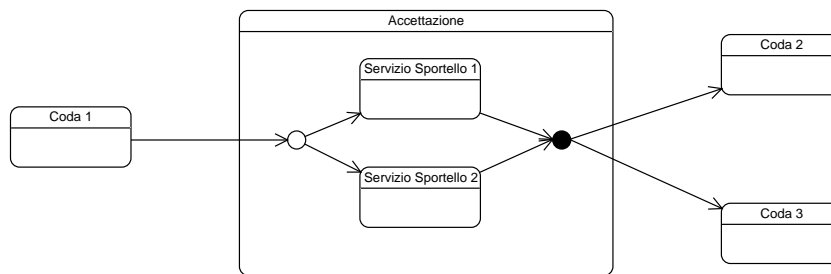 Accettazione
Coda 1
Servizio Sportello 1
Servizio Sportello 2
Coda 2
Coda 3